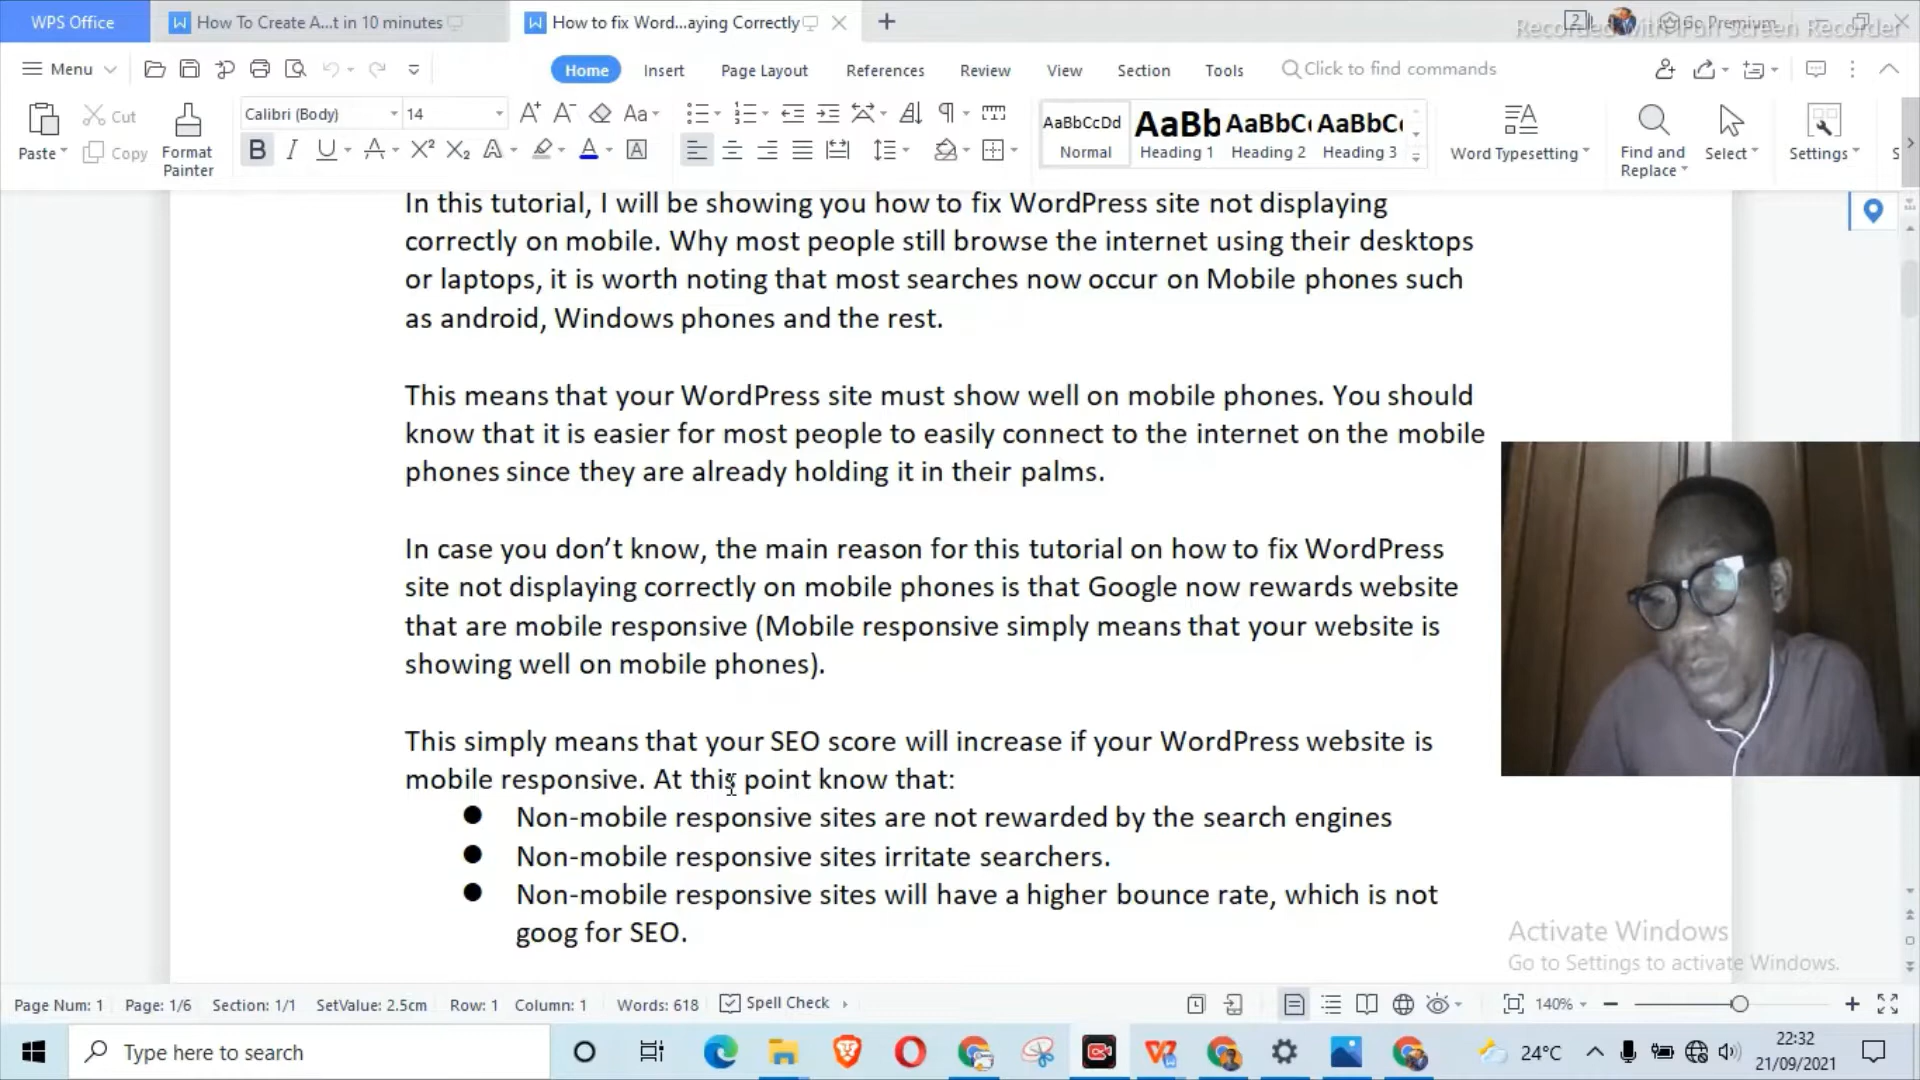 WPS Office
How To Create A...t in 10 minutes
How to fix Word...aying Correctly
2
Go Premium
Recorded with iFun Screen Recorder
Menu
Home
Insert
Page Layout
References
Review
View
Section
Tools
Click to find commands
Paste
Cut
Copy
Format Painter
Calibri (Body)
14
AaBbCcDd
Normal
AaBb
Heading 1
AaBbC
Heading 2
AaBbC
Heading 3
Word Typesetting
Find and Replace
Select
Settings
S
In this tutorial, I will be showing you how to fix WordPress site not displaying
correctly on mobile. Why most people still browse the internet using their desktops
or laptops, it is worth noting that most searches now occur on Mobile phones such
as android, Windows phones and the rest.
This means that your WordPress site must show well on mobile phones. You should
know that it is easier for most people to easily connect to the internet on the mobile
phones since they are already holding it in their palms.
In case you don’t know, the main reason for this tutorial on how to fix WordPress
site not displaying correctly on mobile phones is that Google now rewards website
that are mobile responsive (Mobile responsive simply means that your website is
showing well on mobile phones).
This simply means that your SEO score will increase if your WordPress website is
mobile responsive. At this point know that:
● Non-mobile responsive sites are not rewarded by the search engines
● Non-mobile responsive sites irritate searchers.
● Non-mobile responsive sites will have a higher bounce rate, which is not
goog for SEO.
Activate Windows
Go to Settings to activate Windows.
Page Num: 1 Page: 1/6 Section: 1/1 SetValue: 2.5cm Row: 1 Column: 1 Words: 618 Spell Check
140%
Type here to search
24°C
22:32
21/09/2021